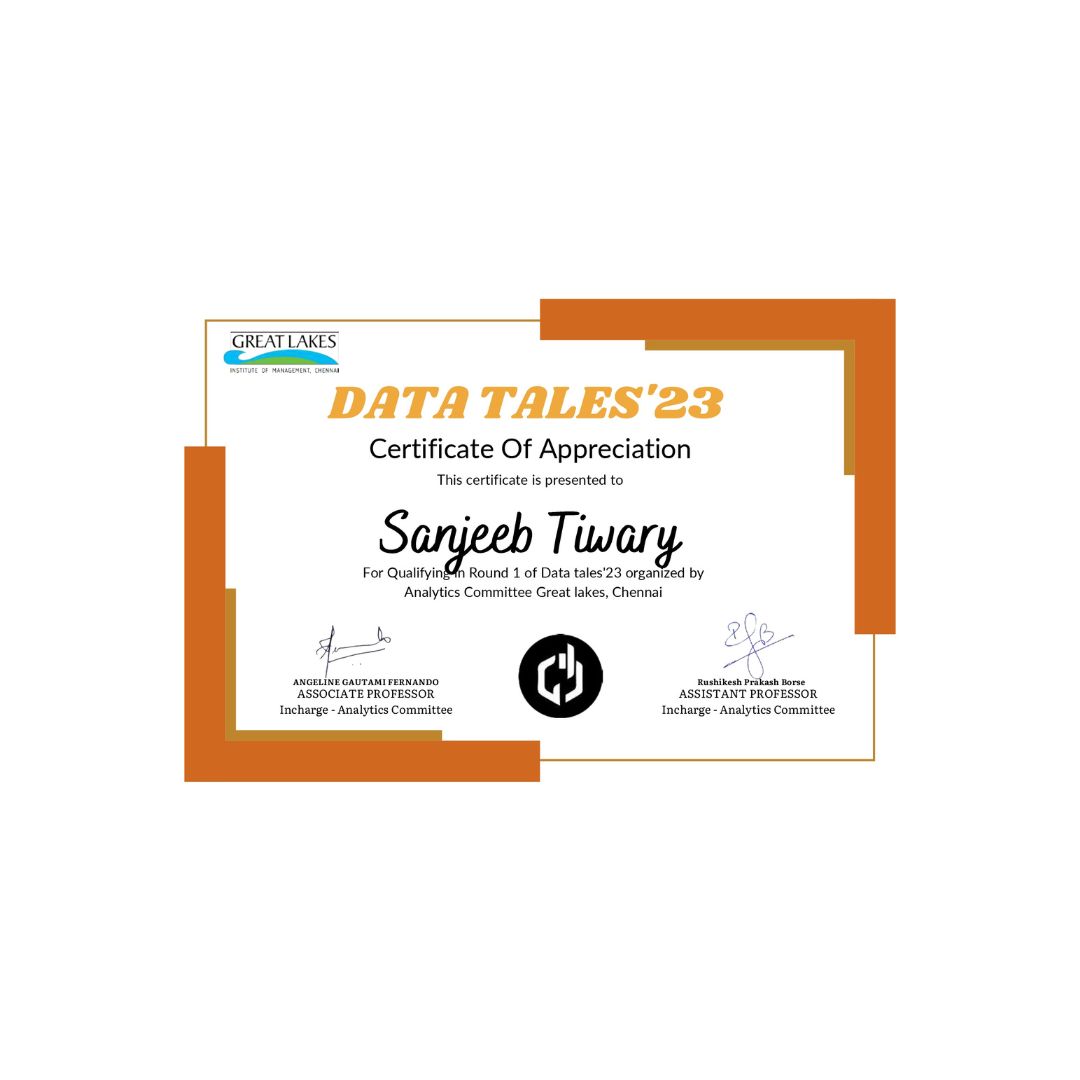 GREAT LAKES
INSTITUTE OF MANAGEMENT, CHENNAI
DATA TALES'23
Certificate Of Appreciation
This certificate is presented to
Sanjeeb Tiwary
For Qualifying in Round 1 of Data tales'23 organized by
Analytics Committee Great lakes, Chennai
ANGELINE GAUTAMI FERNANDO
ASSOCIATE PROFESSOR
Incharge - Analytics Committee
Rushikesh Prakash Borse
ASSISTANT PROFESSOR
Incharge - Analytics Committee